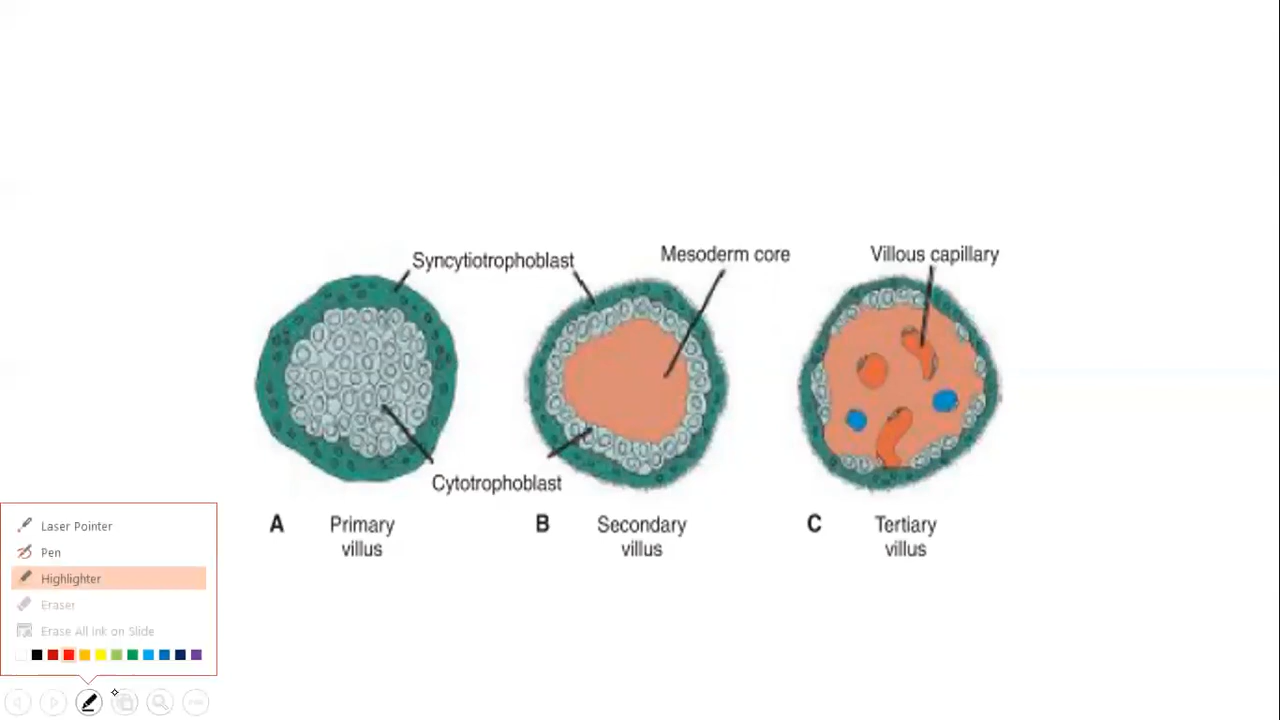 Syncytiotrophoblast
Mesoderm core
Villous capillary
Cytotrophoblast
A Primary villus
B Secondary villus
C Tertiary villus
Laser Pointer
Pen
Highlighter
Eraser
Erase All Ink on Slide